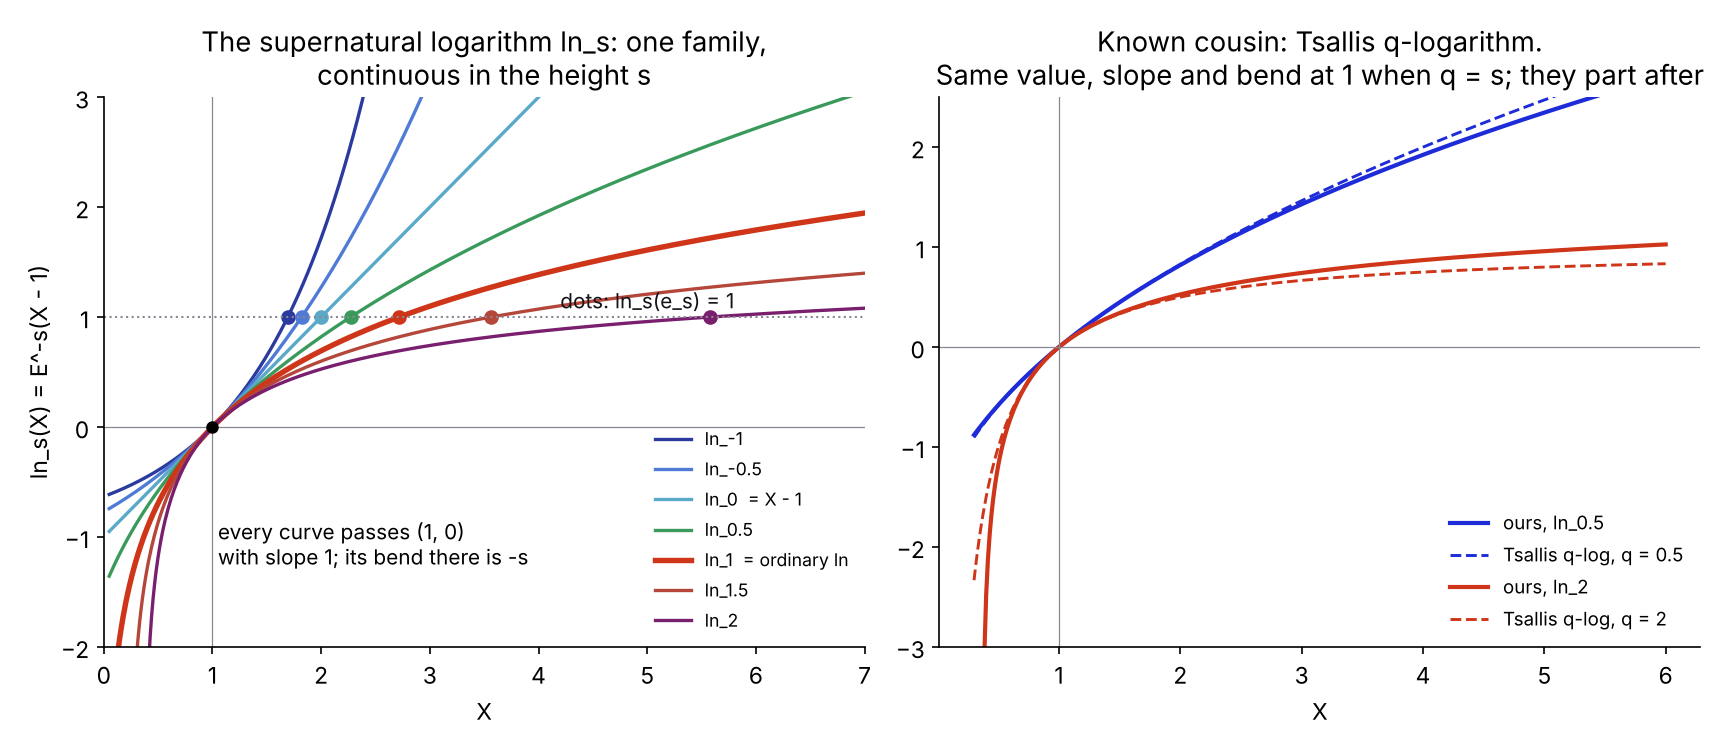 The supernatural logarithm ln_s: one family,
continuous in the height s
3
2
1
0
−1
−2
ln_s(X) = E^-s(X - 1)
dots: ln_s(e_s) = 1
every curve passes (1, 0)
with slope 1; its bend there is -s
ln_-1
ln_-0.5
ln_0 = X - 1
ln_0.5
ln_1 = ordinary ln
ln_1.5
ln_2
0 1 2 3 4 5 6 7
X
Known cousin: Tsallis q-logarithm.
Same value, slope and bend at 1 when q = s; they part after
2
1
0
−1
−2
−3
ours, ln_0.5
Tsallis q-log, q = 0.5
ours, ln_2
Tsallis q-log, q = 2
1 2 3 4 5 6
X